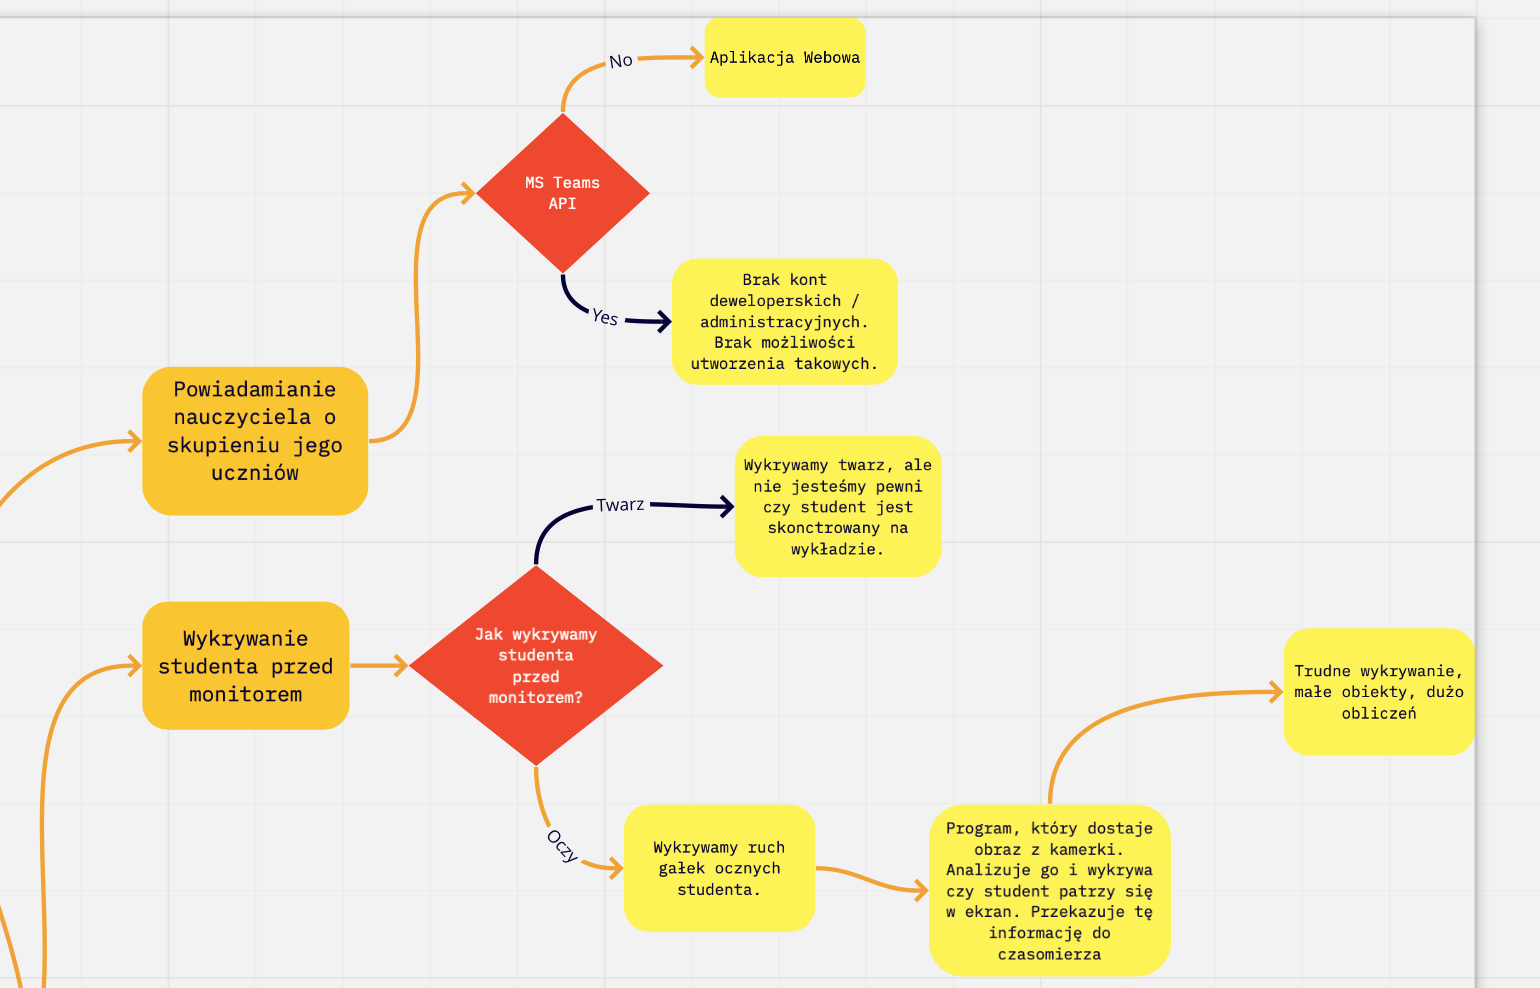 No
Aplikacja Webowa
MS Teams
API
Yes
Brak kont
deweloperskich /
administracyjnych.
Brak możliwości
utworzenia takowych.
Powiadamianie
nauczyciela o
skupieniu jego
uczniów
Twarz
Wykrywamy twarz, ale
nie jesteśmy pewni
czy student jest
skonctrowany na
wykładzie.
Wykrywanie
studenta przed
monitorem
Jak wykrywamy
studenta
przed
monitorem?
Oczy
Wykrywamy ruch
gałek ocznych
studenta.
Program, który dostaje
obraz z kamerki.
Analizuje go i wykrywa
czy student patrzy się
w ekran. Przekazuje tę
informację do
czasomierza
Trudne wykrywanie,
małe obiekty, dużo
obliczeń